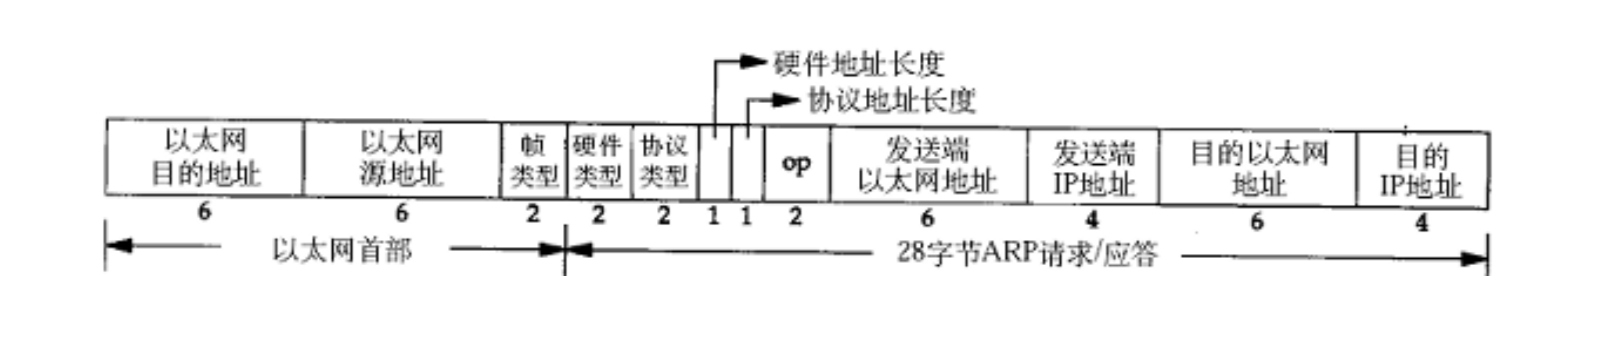 硬件地址长度
协议地址长度
以太网
目的地址
以太网
源地址
帧
类型
硬件
类型
协议
类型
op
发送端
以太网地址
发送端
IP地址
目的以太网
地址
目的
IP地址
6
6
2
2
2
1
1
2
6
4
6
4
以太网首部
28字节ARP请求/应答